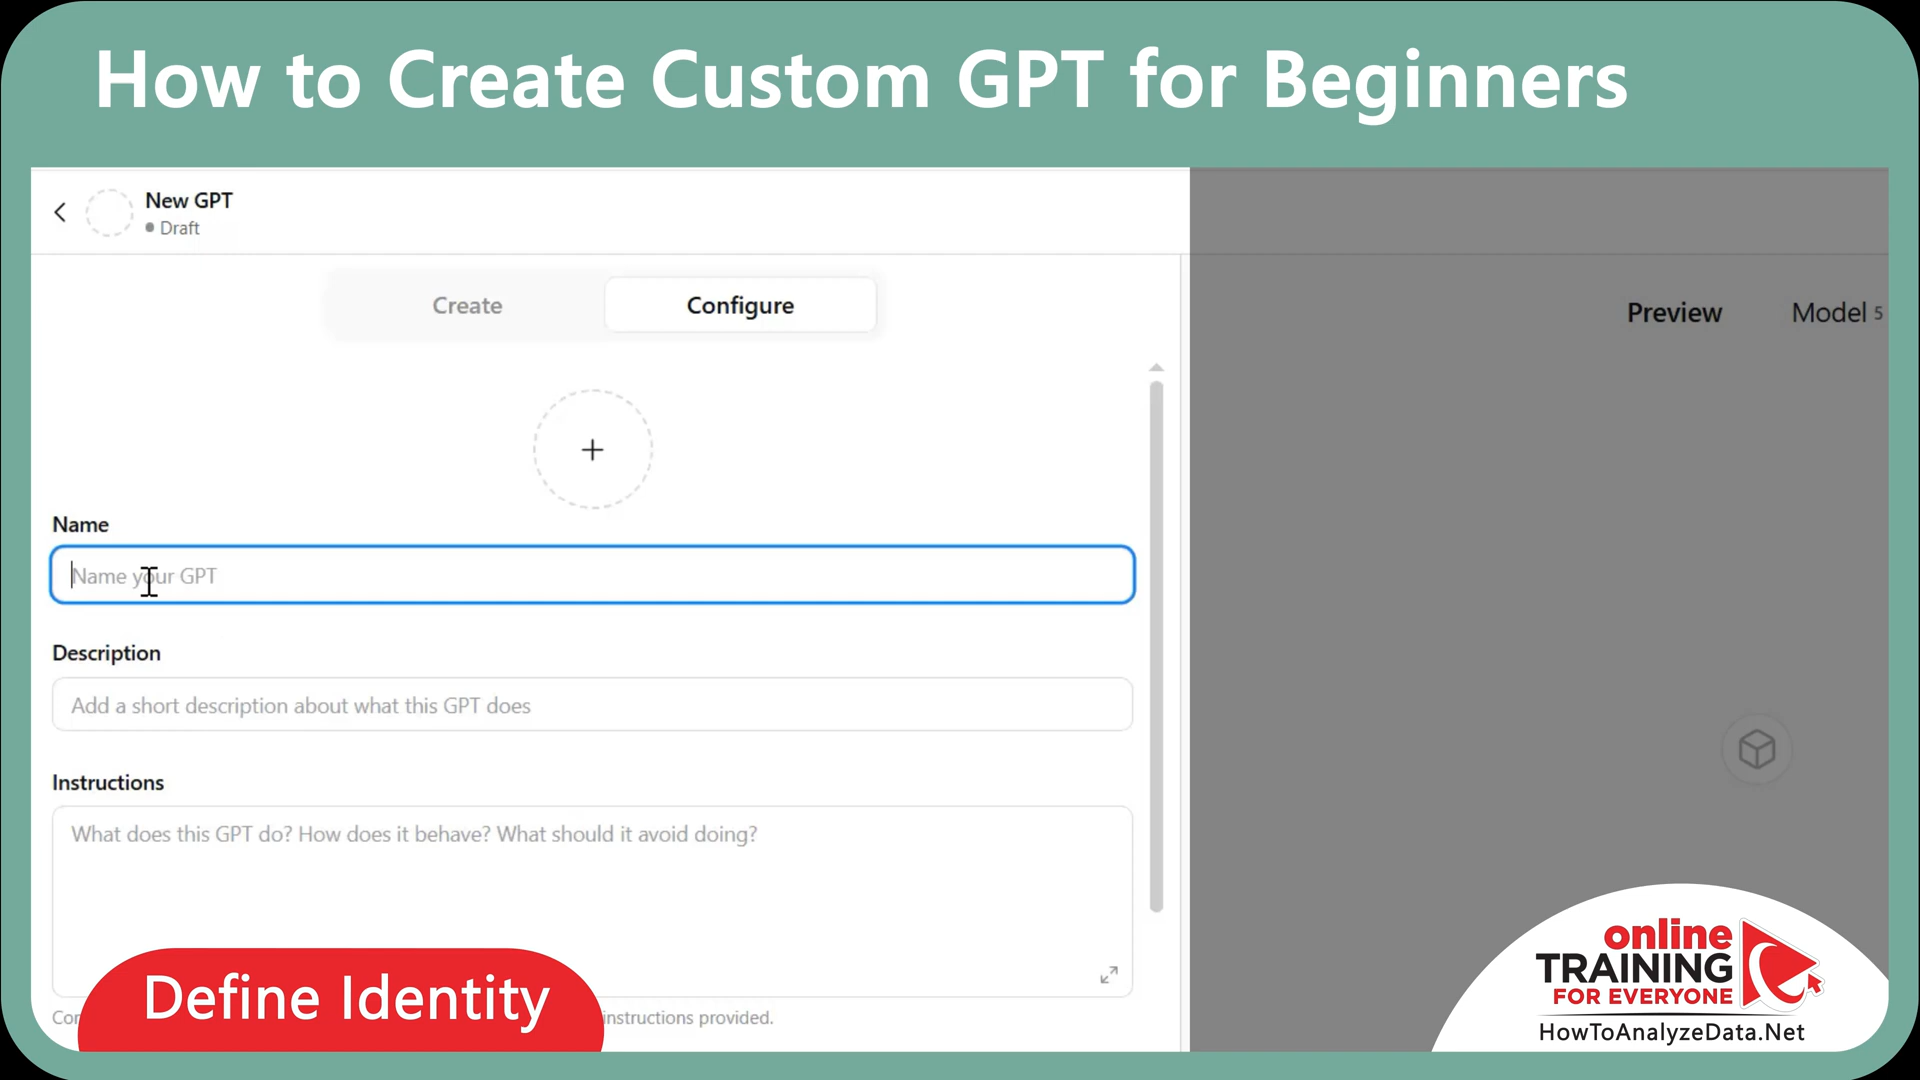 How to Create Custom GPT for Beginners
New GPT
Draft
Create
Configure
Preview
Model 5
Name
Name your GPT
Description
Add a short description about what this GPT does
Instructions
What does this GPT do? How does it behave? What should it avoid doing?
instructions provided.
Define Identity
online
TRAINING
FOR EVERYONE
HowToAnalyzeData.Net